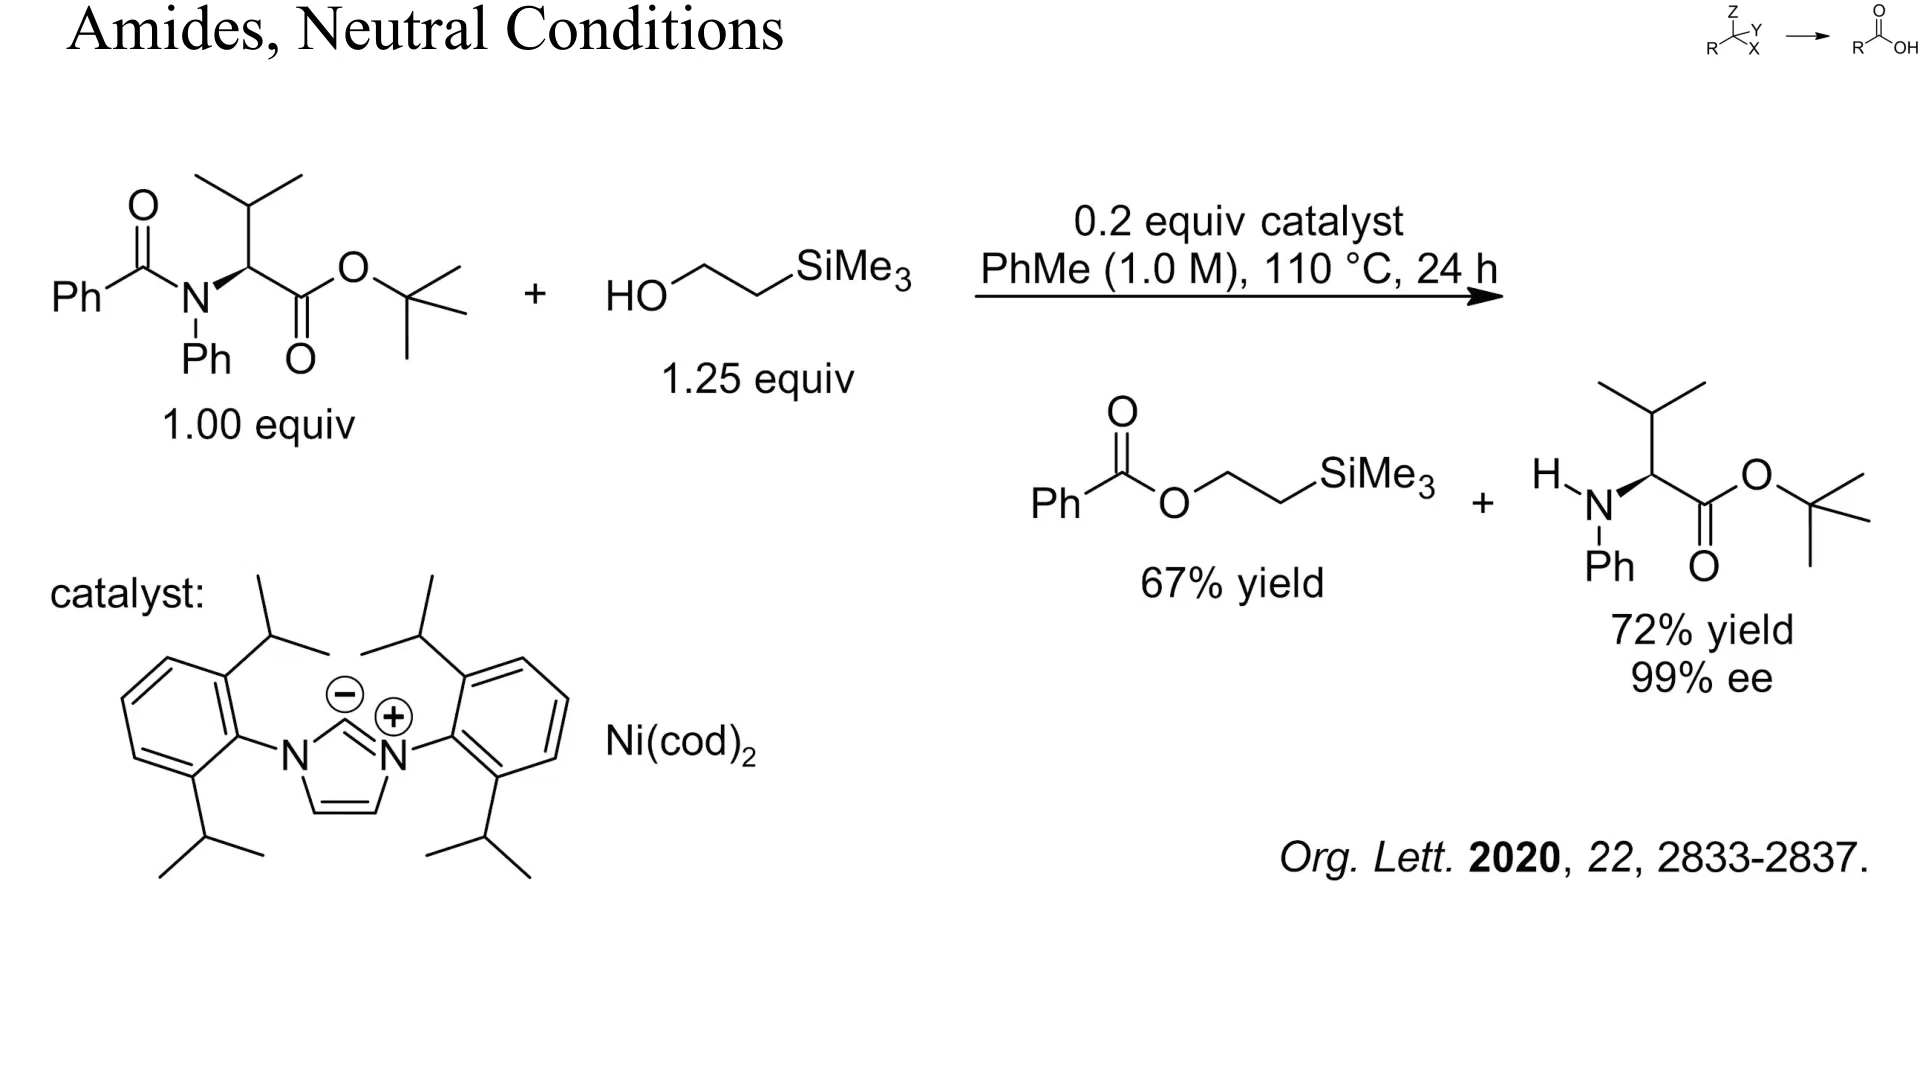 Amides, Neutral Conditions
Z
R
Y
X
O
R
OH
O
Ph
N
Ph
O
O
1.00 equiv
+
HO
SiMe3
1.25 equiv
0.2 equiv catalyst
PhMe (1.0 M), 110 °C, 24 h
O
Ph
O
SiMe3
67% yield
+
H
N
Ph
O
O
72% yield
99% ee
catalyst:
−
+
N
N
Ni(cod)2
Org. Lett. 2020, 22, 2833-2837.